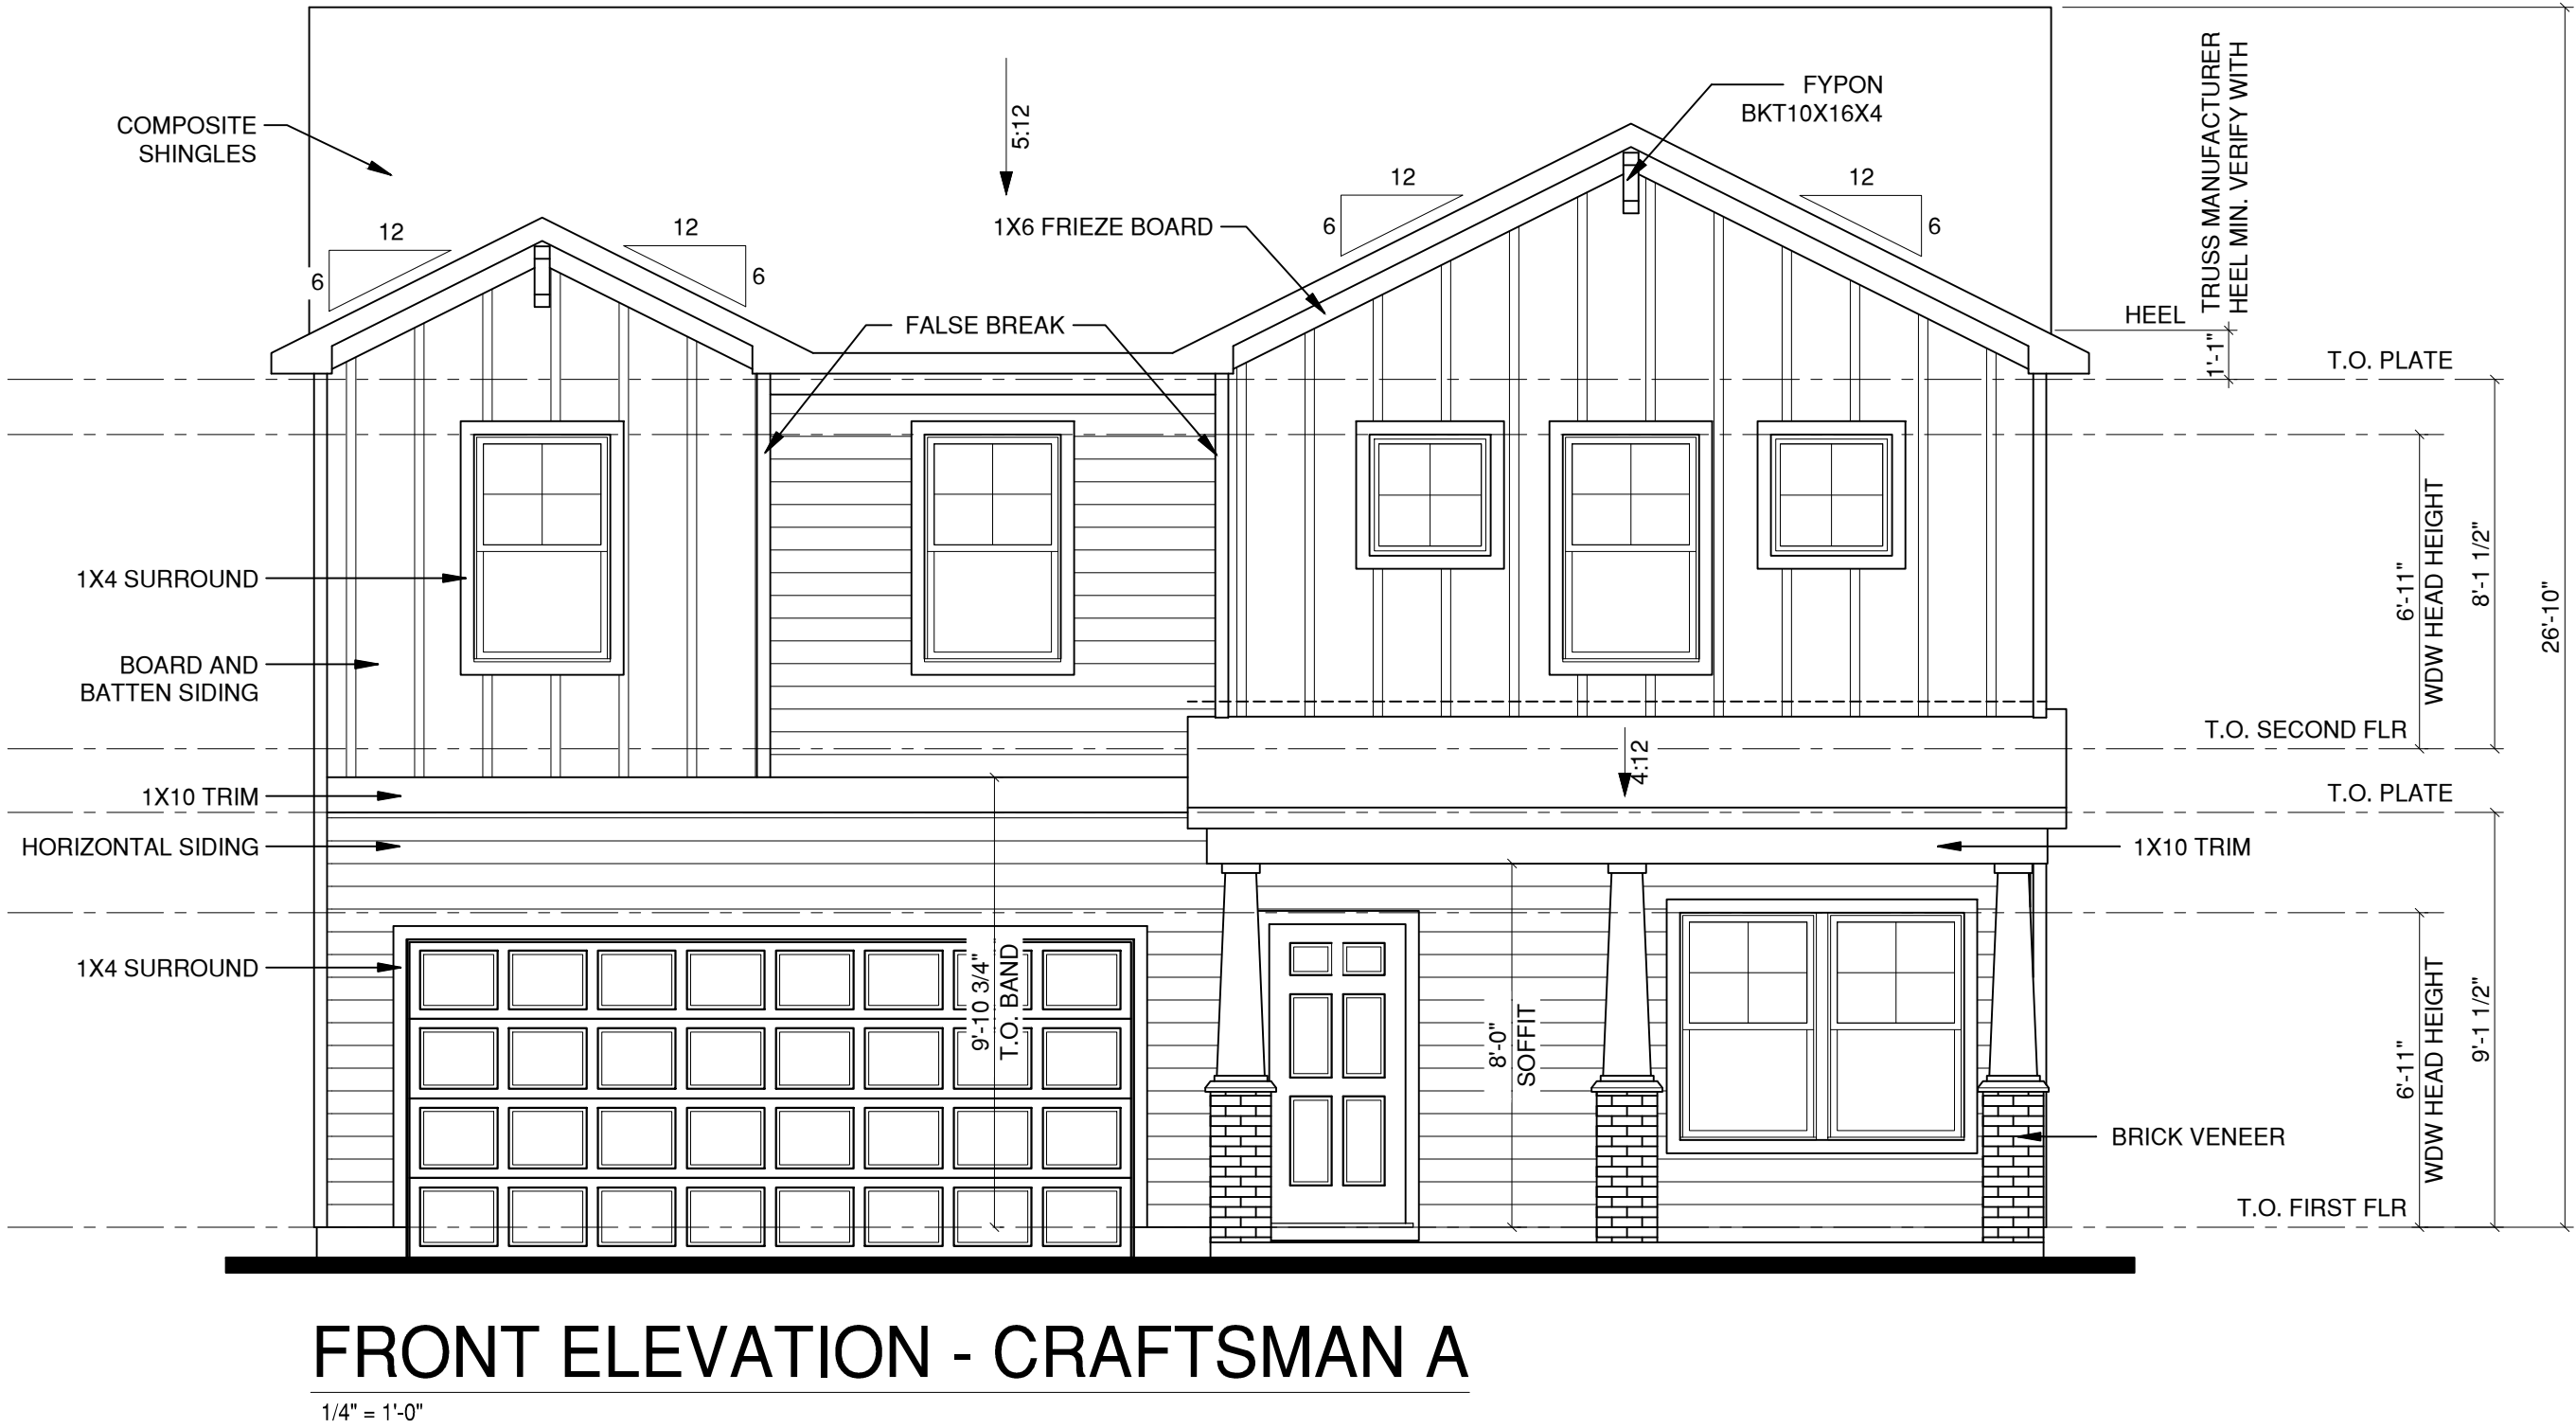 COMPOSITE
SHINGLES
5:12
FYPON
BKT10X16X4
TRUSS MANUFACTURER
HEEL MIN. VERIFY WITH
12
6
12
6
1X6 FRIEZE BOARD
12
6
12
6
FALSE BREAK
HEEL
1'-1"
T.O. PLATE
1X4 SURROUND
BOARD AND
BATTEN SIDING
6'-11"
WDW HEAD HEIGHT
8'-1 1/2"
26'-10"
T.O. SECOND FLR
4:12
1X10 TRIM
T.O. PLATE
HORIZONTAL SIDING
1X10 TRIM
1X4 SURROUND
9'-10 3/4"
T.O. BAND
8'-0"
SOFFIT
6'-11"
WDW HEAD HEIGHT
9'-1 1/2"
BRICK VENEER
T.O. FIRST FLR
FRONT ELEVATION - CRAFTSMAN A
1/4" = 1'-0"